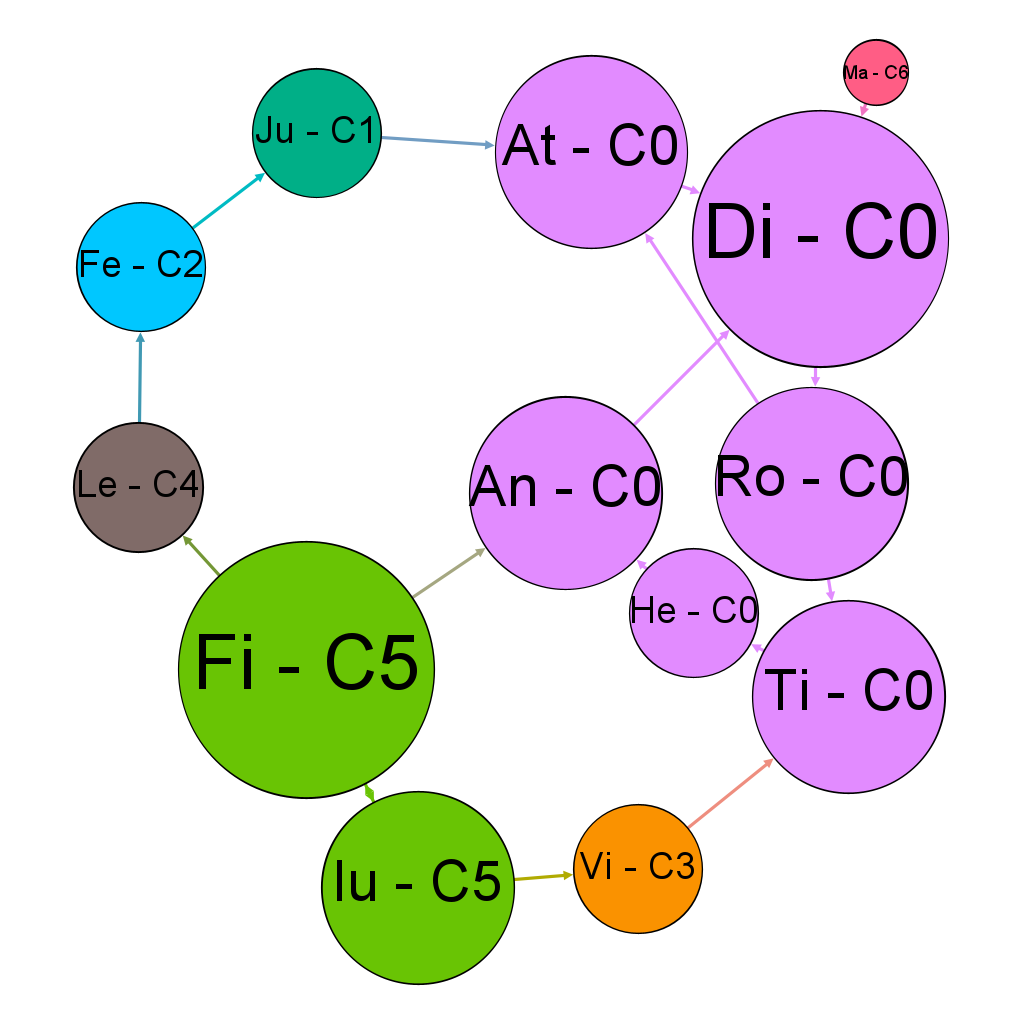 Ma - C6
Ju - C1
At - C0
Di - C0
Fe - C2
Le - C4
An - C0
Ro - C0
He - C0
Fi - C5
Ti - C0
Iu - C5
Vi - C3